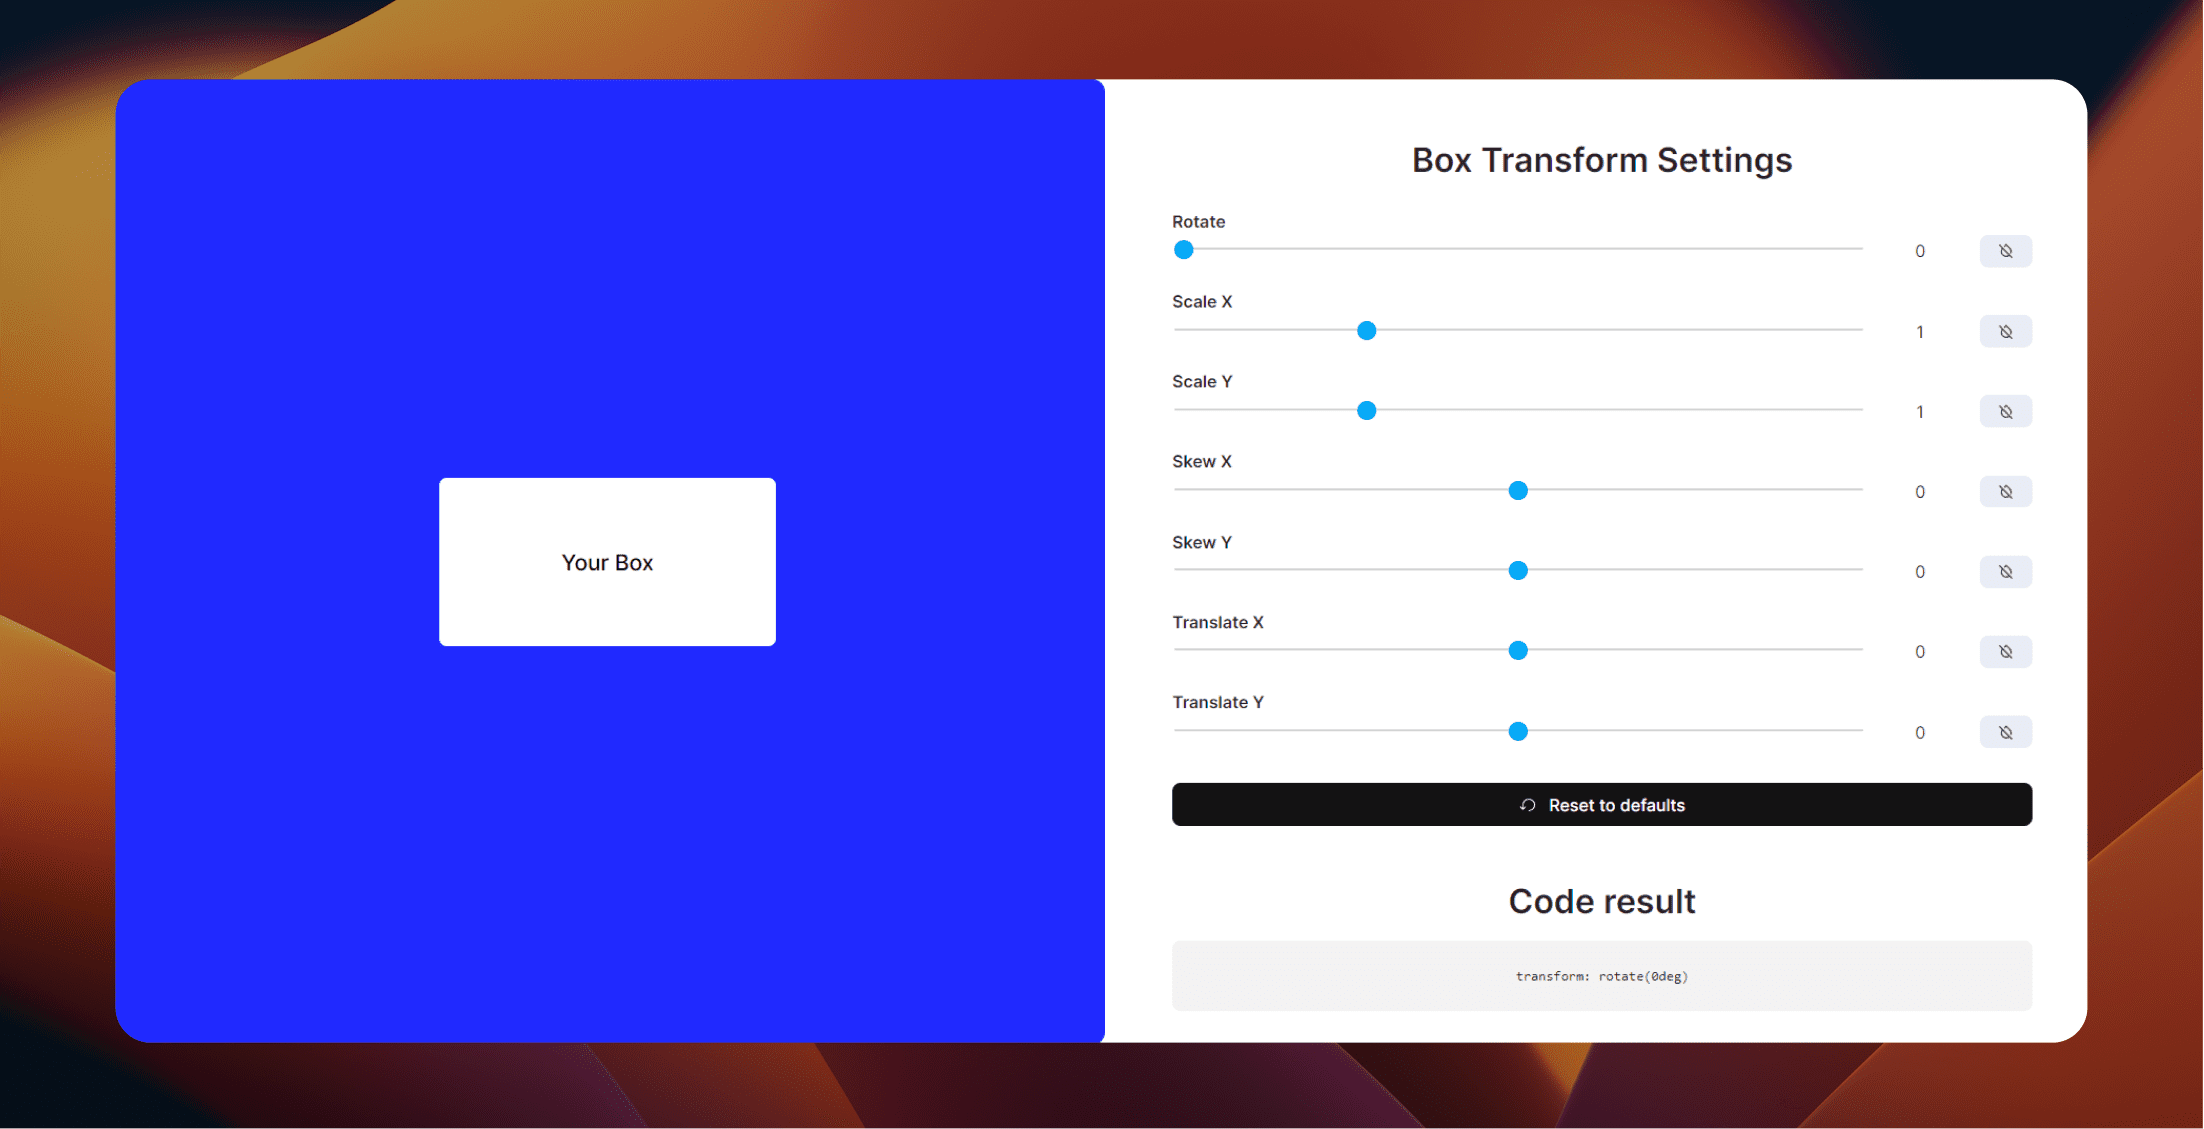 Your Box
Box Transform Settings
Rotate
0
Scale X
1
Scale Y
1
Skew X
0
Skew Y
0
Translate X
0
Translate Y
0
Reset to defaults
Code result
transform: rotate(0deg)